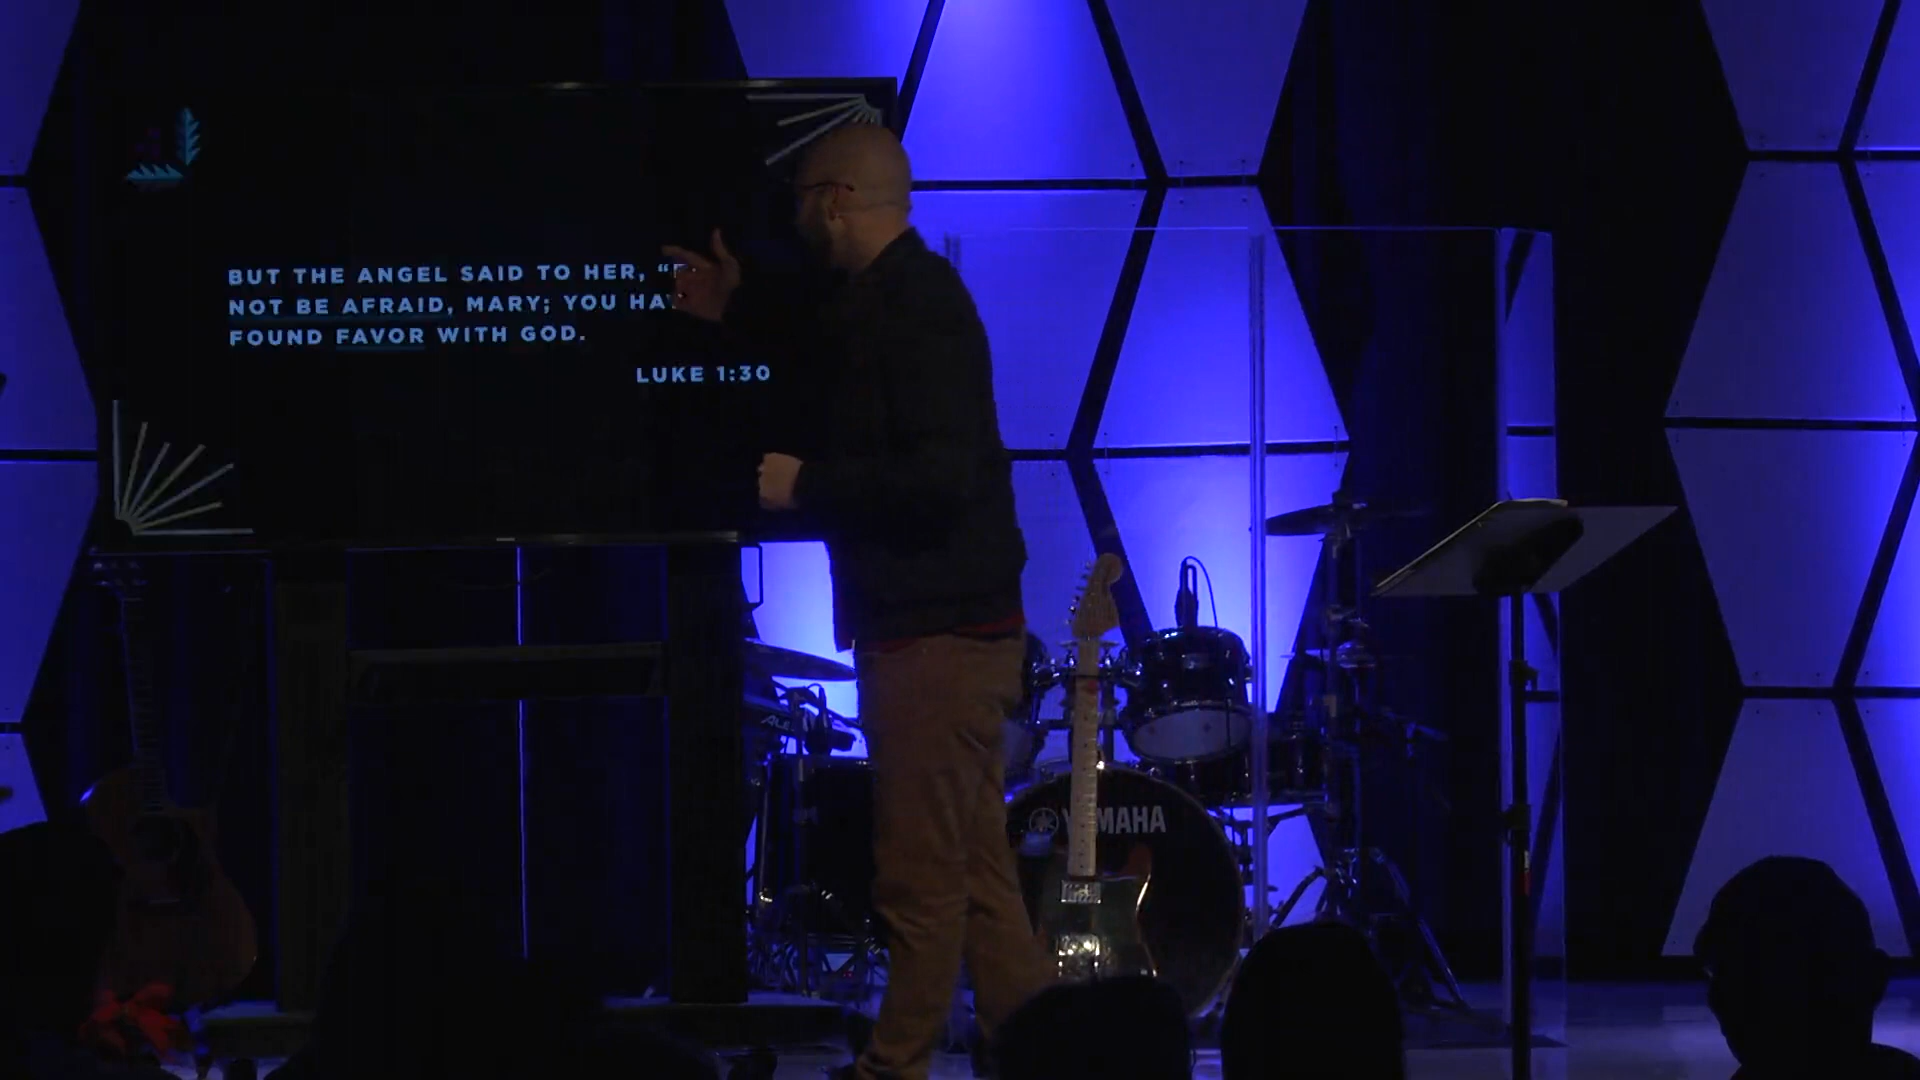 BUT THE ANGEL SAID TO HER, “
NOT BE AFRAID, MARY; YOU
FOUND FAVOR WITH GOD.
LUKE 1:30
YAMAHA